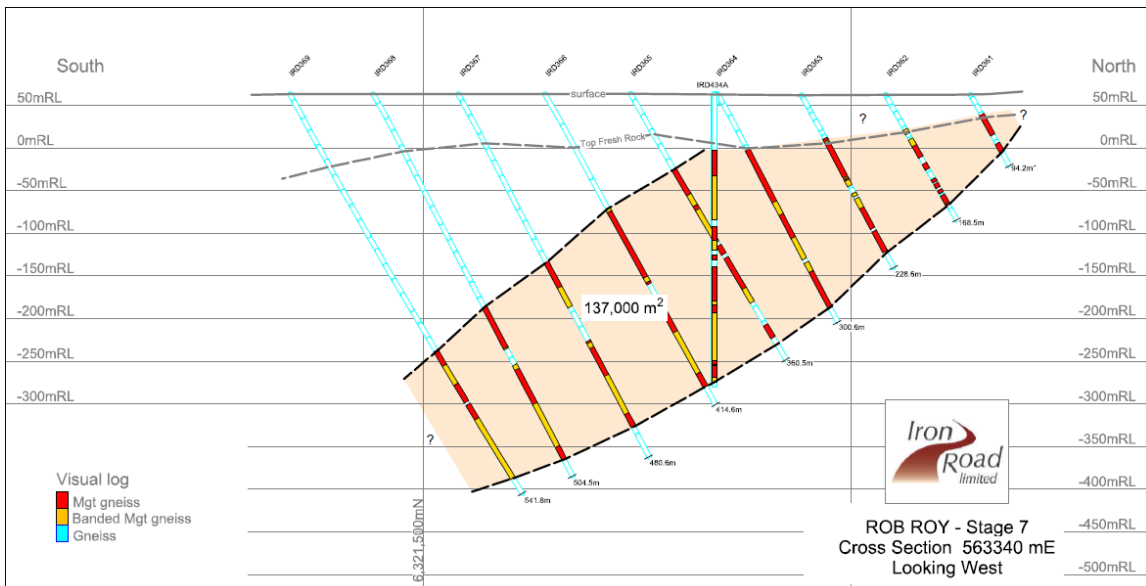 South
North
IRD369
IRD368
IRD367
IRD366
IRD365
IRD364
IRD363
IRD362
IRD361
IRD434A
surface
Top Fresh Rock
50mRL
50mRL
0mRL
0mRL
-50mRL
-50mRL
-100mRL
-100mRL
-150mRL
-150mRL
-200mRL
-200mRL
-250mRL
-250mRL
-300mRL
-300mRL
-350mRL
-400mRL
-450mRL
-500mRL
?
?
?
137,000 m²
94.2m
168.5m
228.6m
300.6m
360.5m
414.6m
480.6m
504.5m
541.8m
6,321,500mN
Visual log
Mgt gneiss
Banded Mgt gneiss
Gneiss
Iron
Road
limited
ROB ROY - Stage 7
Cross Section 563340 mE
Looking West